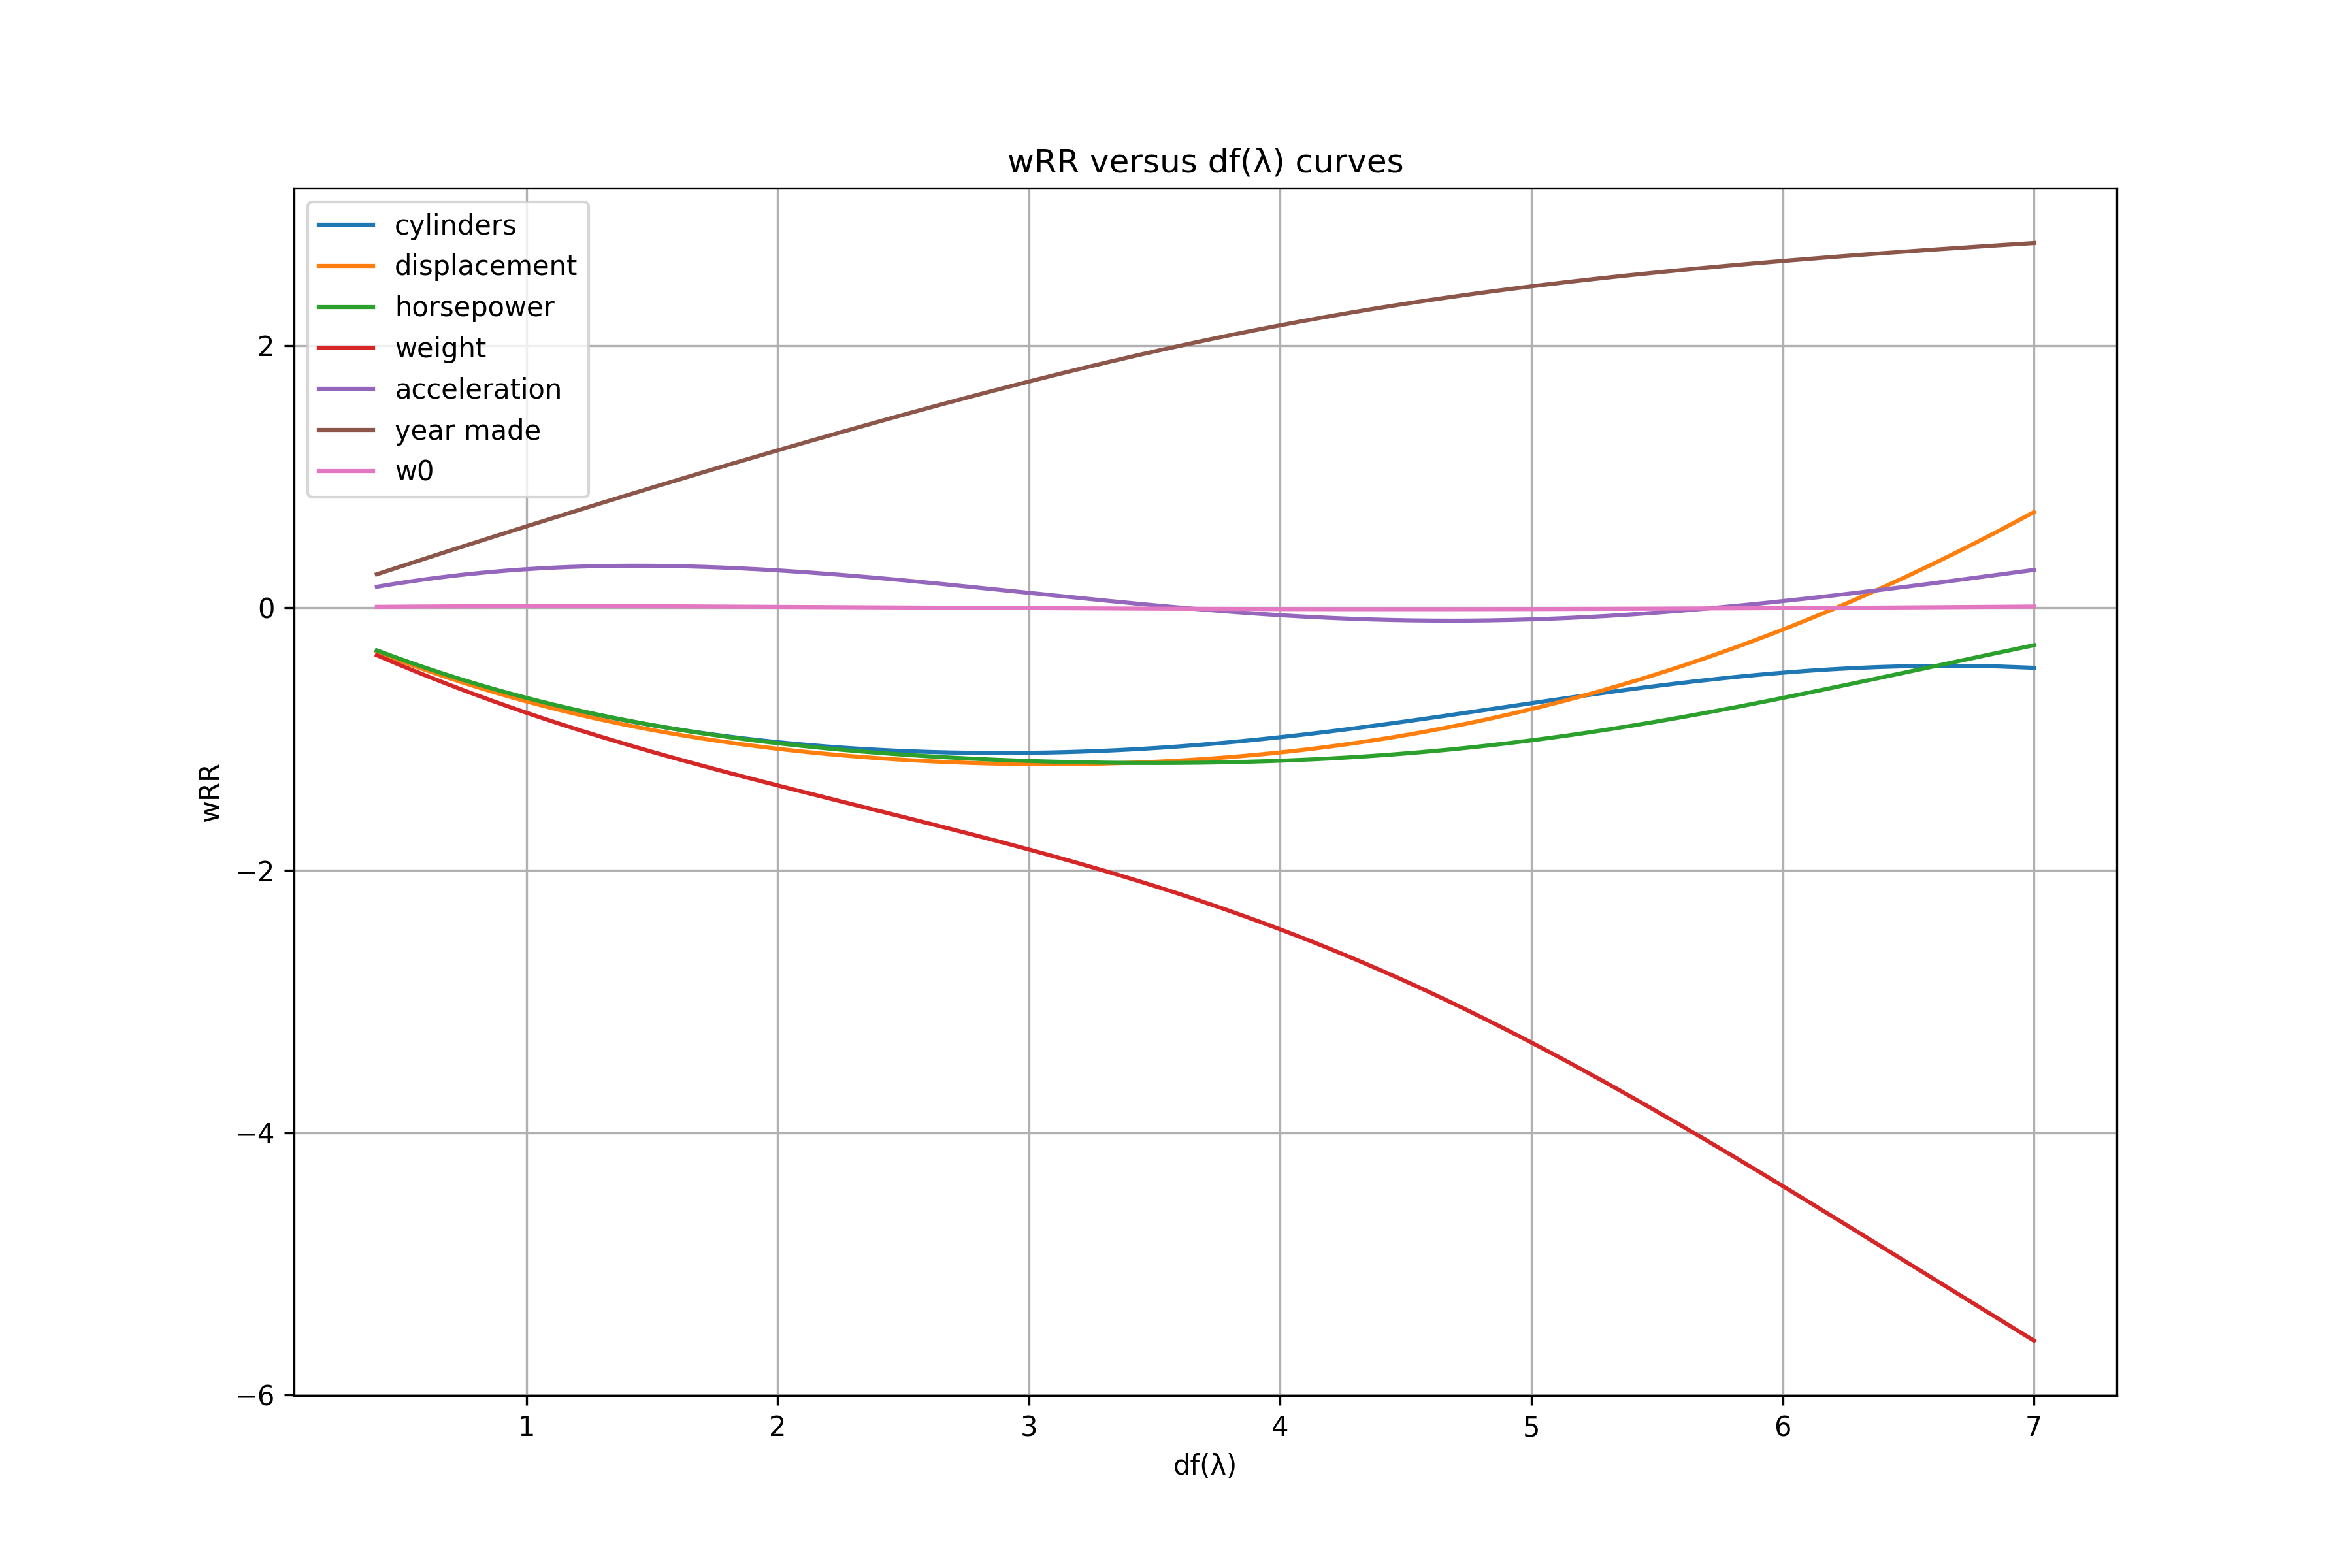 wRR versus df(λ) curves
cylinders
displacement
horsepower
weight
acceleration
year made
w0
2
0
−2
−4
−6
wRR
1 2 3 4 5 6 7
df(λ)